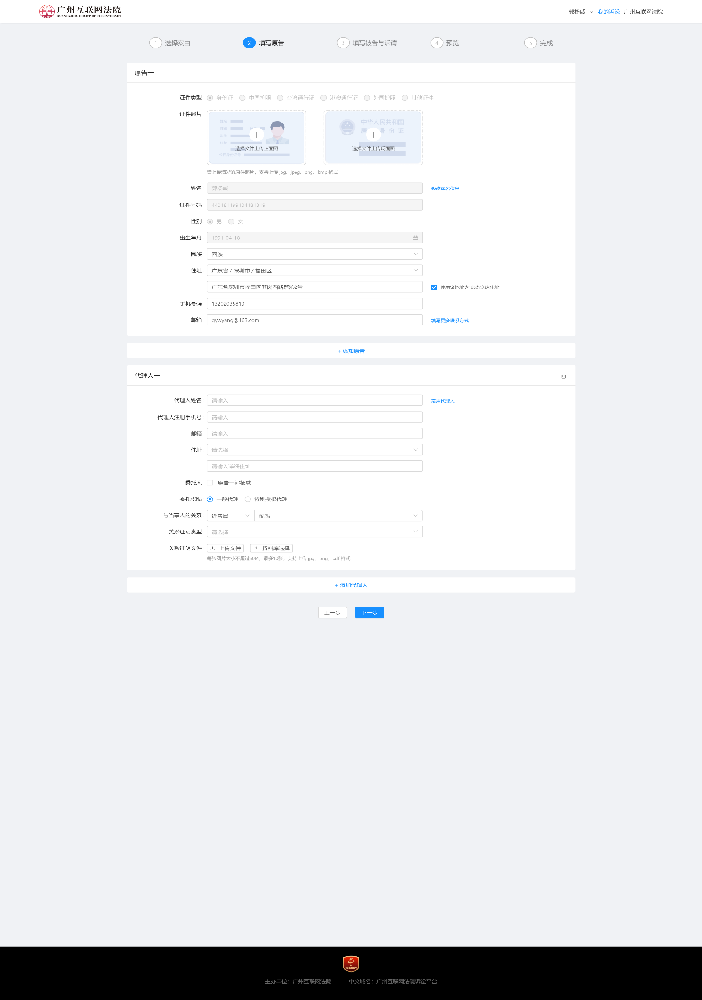 广州互联网法院
GUANGZHOU COURT OF THE INTERNET
郭杨威 我的诉讼 广州互联网法院
1 选择案由 2 填写原告 3 填写被告与诉请 4 预览 5 完成
原告一
证件类型: 身份证 中国护照 台湾通行证 港澳通行证 外国护照 其他证件
证件照片:
姓名
性别
出生
住址
公民身份证号
选择文件上传正面照
中华人民共和国
居 身 份 证
选择文件上传反面照
请上传清晰的原件照片，支持上传 jpg、jpeg、png、bmp 格式
姓名: 郭杨威 修改实名信息
证件号码: 440181199104181819
性别: 男 女
出生年月: 1991-04-18
民族: 回族
住址: 广东省 / 深圳市 / 福田区
广东省深圳市福田区笋岗西路筑沁2号 使用该地址为"邮寄送达住址"
手机号码: 13202035810
邮箱: gywyang@163.com 填写更多联系方式
+ 添加原告
代理人一
代理人姓名: 请输入 常用代理人
代理人注册手机号: 请输入
邮箱: 请输入
住址: 请选择
请输入详细住址
委托人: 原告一郭杨威
委托权限: 一般代理 特别授权代理
与当事人的关系: 近亲属 配偶
关系证明类型: 请选择
关系证明文件: 上传文件 资料库选择
每张图片大小不超过50M，最多10张，支持上传 jpg、png、pdf 格式
+ 添加代理人
上一步 下一步
主办单位：广州互联网法院 中文域名：广州互联网法院诉讼平台